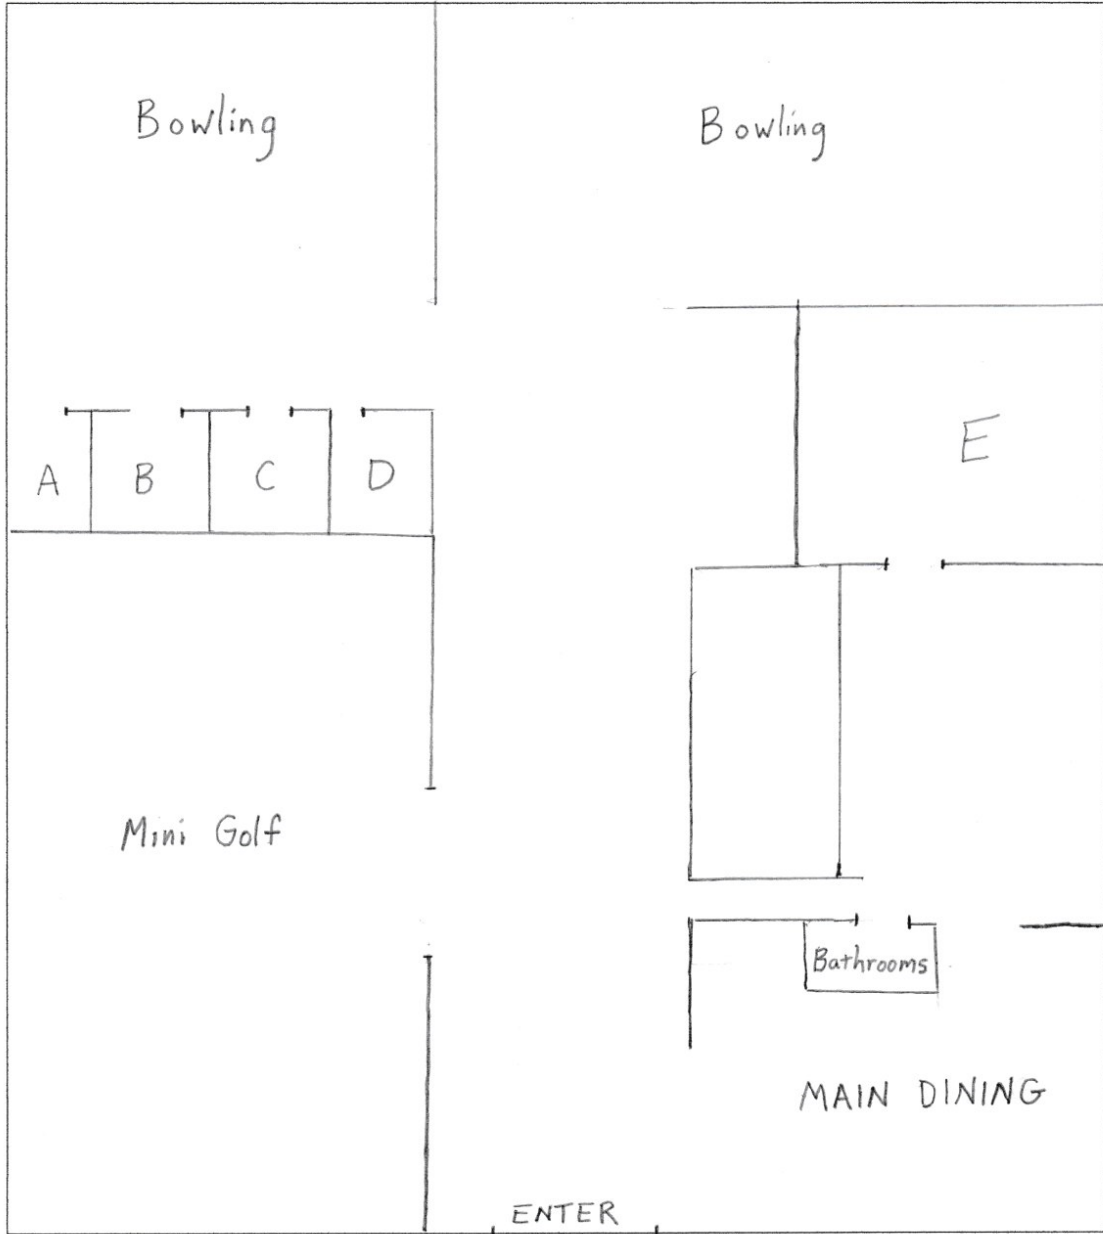 Bowling
Bowling
A
B
C
D
E
Mini Golf
Bathrooms
MAIN DINING
ENTER